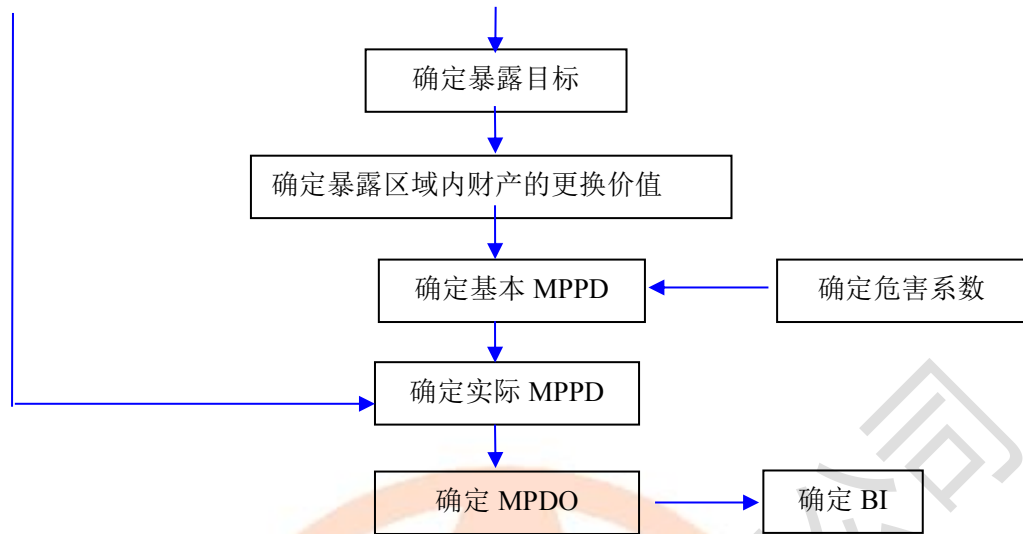 确定暴露目标
确定暴露区域内财产的更换价值
确定基本 MPPD
确定危害系数
确定实际 MPPD
确定 MPDO
确定 BI
公司